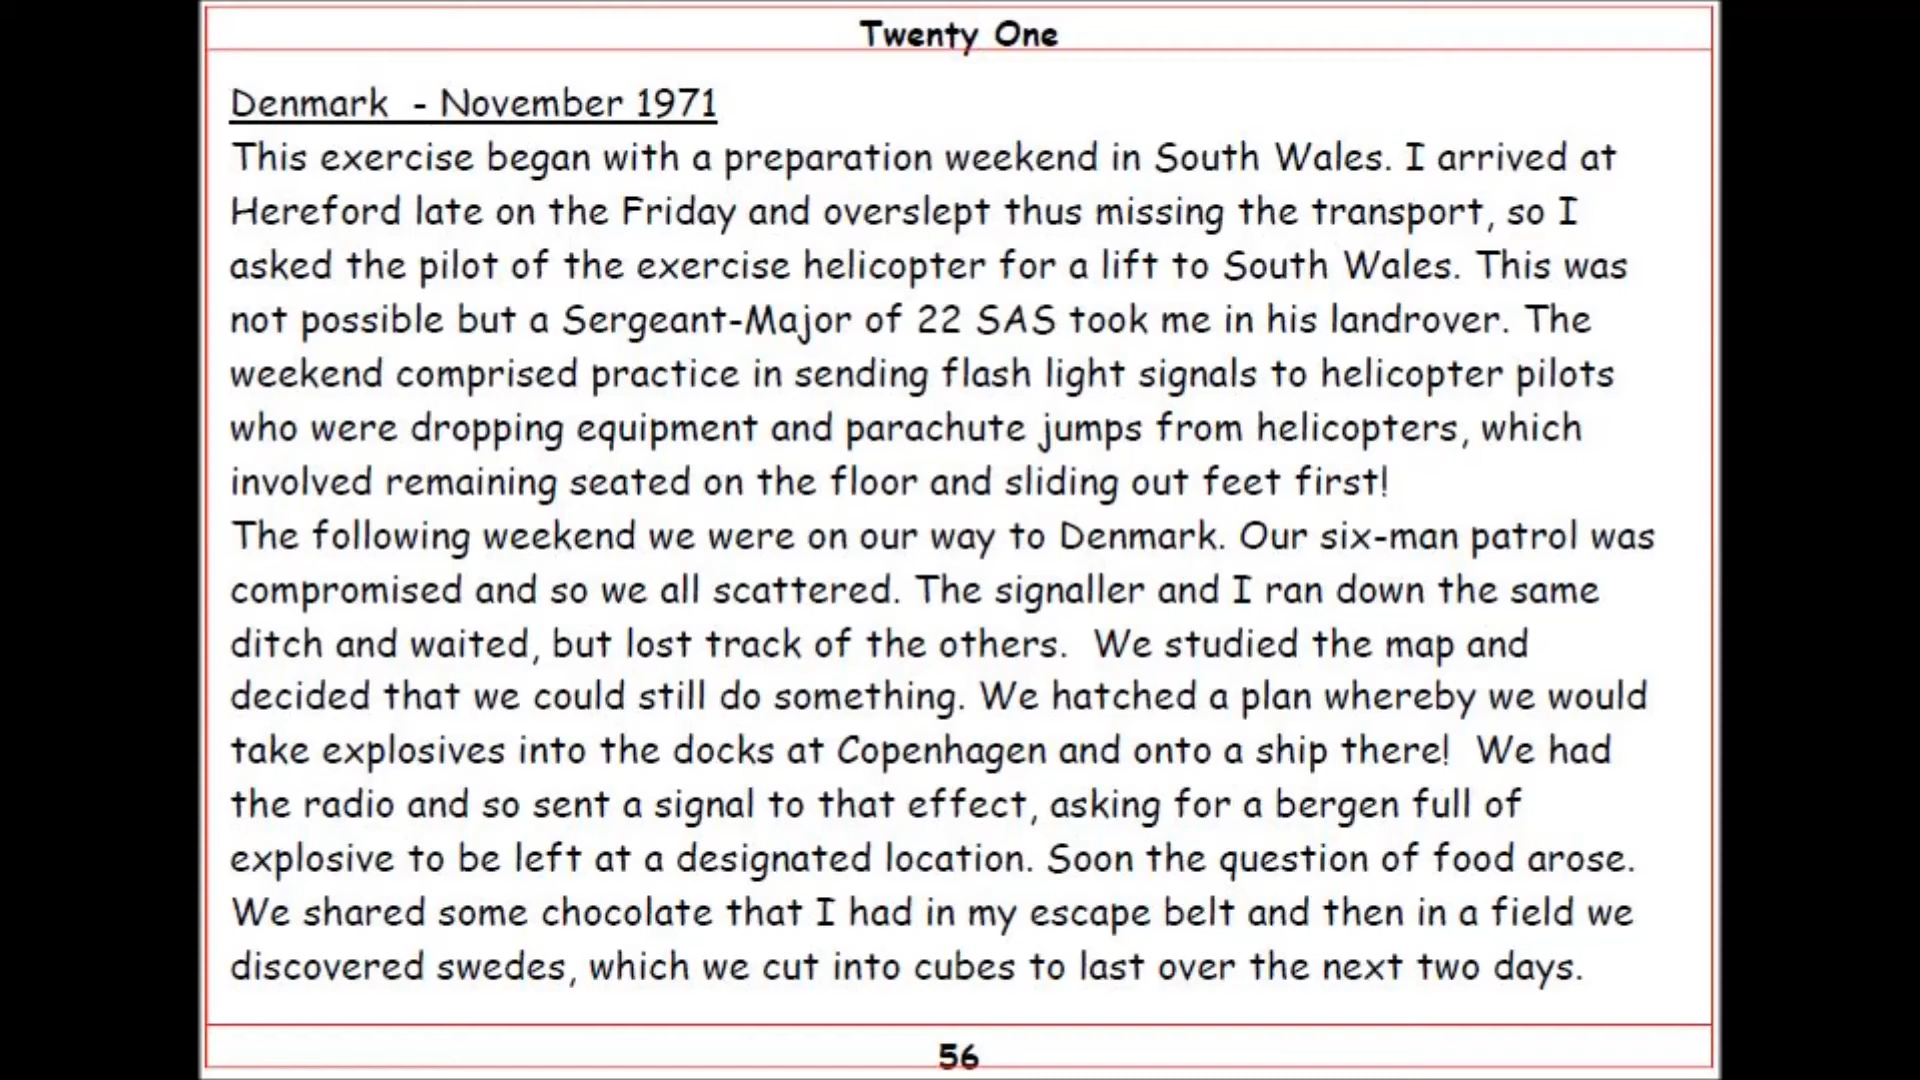 Twenty One
Denmark  - November 1971
This exercise began with a preparation weekend in South Wales. I arrived at
Hereford late on the Friday and overslept thus missing the transport, so I
asked the pilot of the exercise helicopter for a lift to South Wales. This was
not possible but a Sergeant-Major of 22 SAS took me in his landrover. The
weekend comprised practice in sending flash light signals to helicopter pilots
who were dropping equipment and parachute jumps from helicopters, which
involved remaining seated on the floor and sliding out feet first!
The following weekend we were on our way to Denmark. Our six-man patrol was
compromised and so we all scattered. The signaller and I ran down the same
ditch and waited, but lost track of the others.  We studied the map and
decided that we could still do something. We hatched a plan whereby we would
take explosives into the docks at Copenhagen and onto a ship there!  We had
the radio and so sent a signal to that effect, asking for a bergen full of
explosive to be left at a designated location. Soon the question of food arose.
We shared some chocolate that I had in my escape belt and then in a field we
discovered swedes, which we cut into cubes to last over the next two days.
56